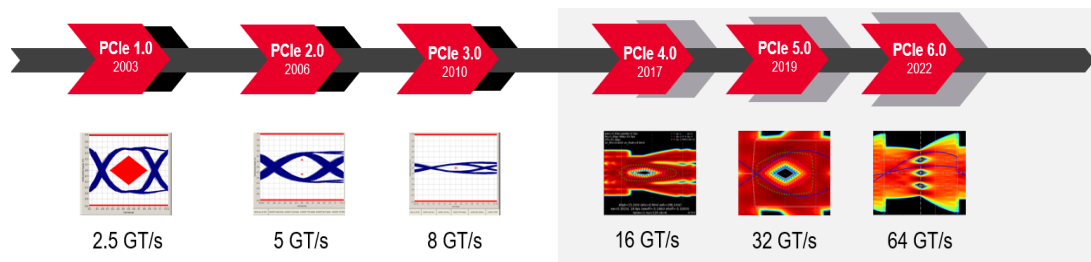 PCIe 1.0
2003
PCIe 2.0
2006
PCIe 3.0
2010
PCIe 4.0
2017
PCIe 5.0
2019
PCIe 6.0
2022
2.5 GT/s
5 GT/s
8 GT/s
16 GT/s
32 GT/s
64 GT/s